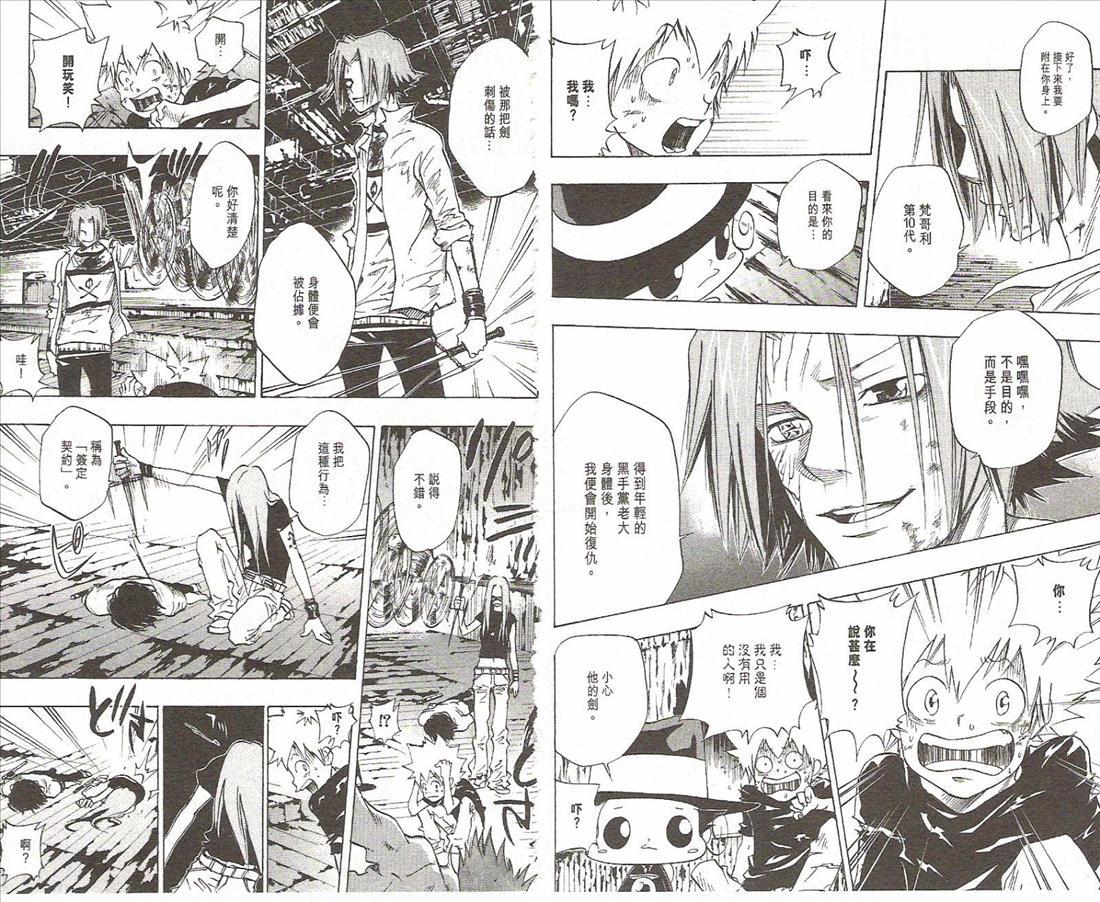 好了，
接下來我要
附在你身上。
梵哥利
第10代。
吓…
我…
我嗎？
看來你的
目的是…
嘿嘿嘿，
不是目的，
而是手段。
得到年輕的
黑手黨老大
身體後，
我便會開始復仇。
你…
你在
說甚麼～？
我…
我只是個
沒有用
的人啊！
小心
他的劍。
吓？
被那把劍
刺傷的話…
身體便會
被佔據。
開…
開玩笑！
你好清楚
呢。
哇！
說得
不錯。
我把
這種行為…
稱為
「簽定
契約」。
!?
吓？
啊？